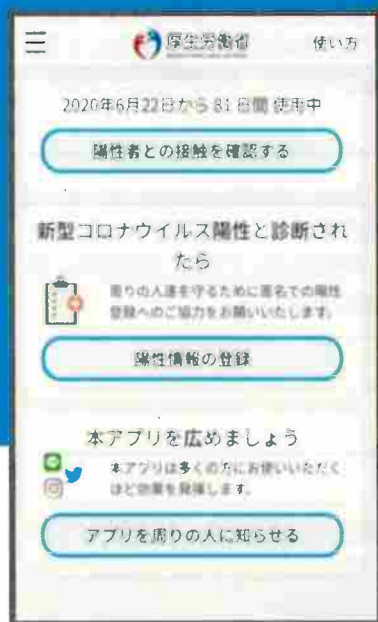 厚生労働省
使い方
2020年6月22日から 81 日間 使用中
陽性者との接触を確認する
新型コロナウイルス陽性と診断され
たら
周りの人達を守るために匿名での陽性
登録へのご協力をお願いいたします。
陽性情報の登録
本アプリを広めましょう
本アプリは多くの方にお使いいただく
ほど効果を発揮します。
アプリを周りの人に知らせる